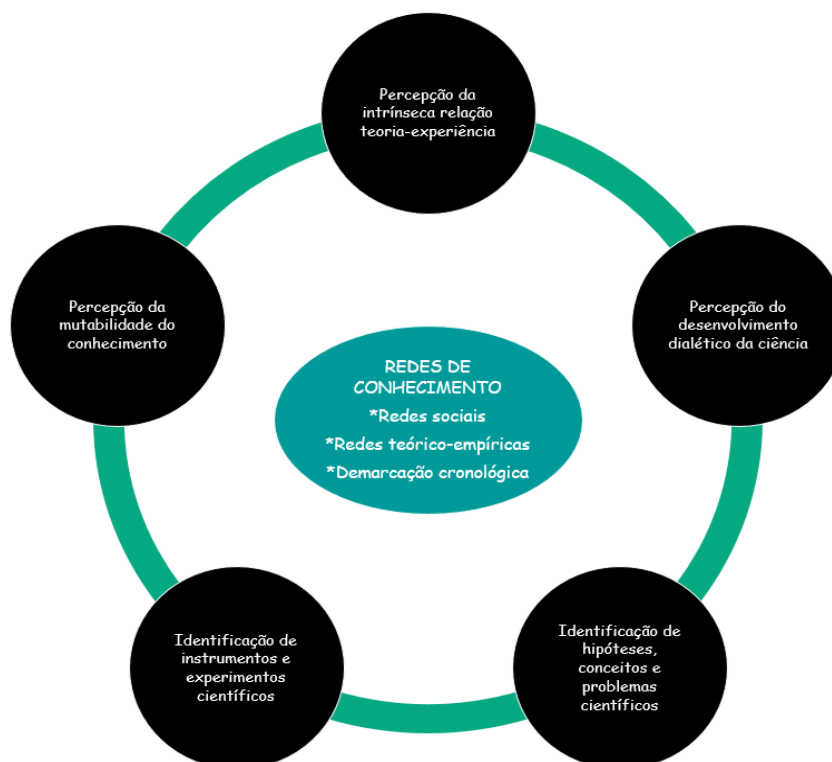 Percepção da
intrínseca relação
teoria-experiência
Percepção da
mutabilidade do
conhecimento
Percepção do
desenvolvimento
dialético da ciência
REDES DE
CONHECIMENTO
*Redes sociais
*Redes teórico-empíricas
*Demarcação cronológica
Identificação de
instrumentos e
experimentos
científicos
Identificação de
hipóteses,
conceitos e
problemas
científicos